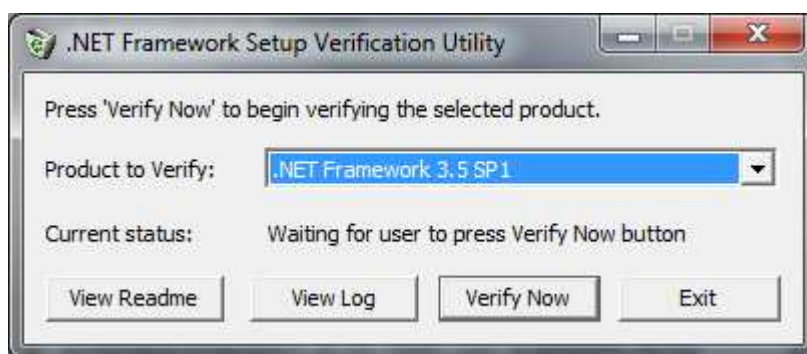 .NET Framework Setup Verification Utility
Press 'Verify Now' to begin verifying the selected product.
Product to Verify: .NET Framework 3.5 SP1
Current status: Waiting for user to press Verify Now button
View Readme View Log Verify Now Exit